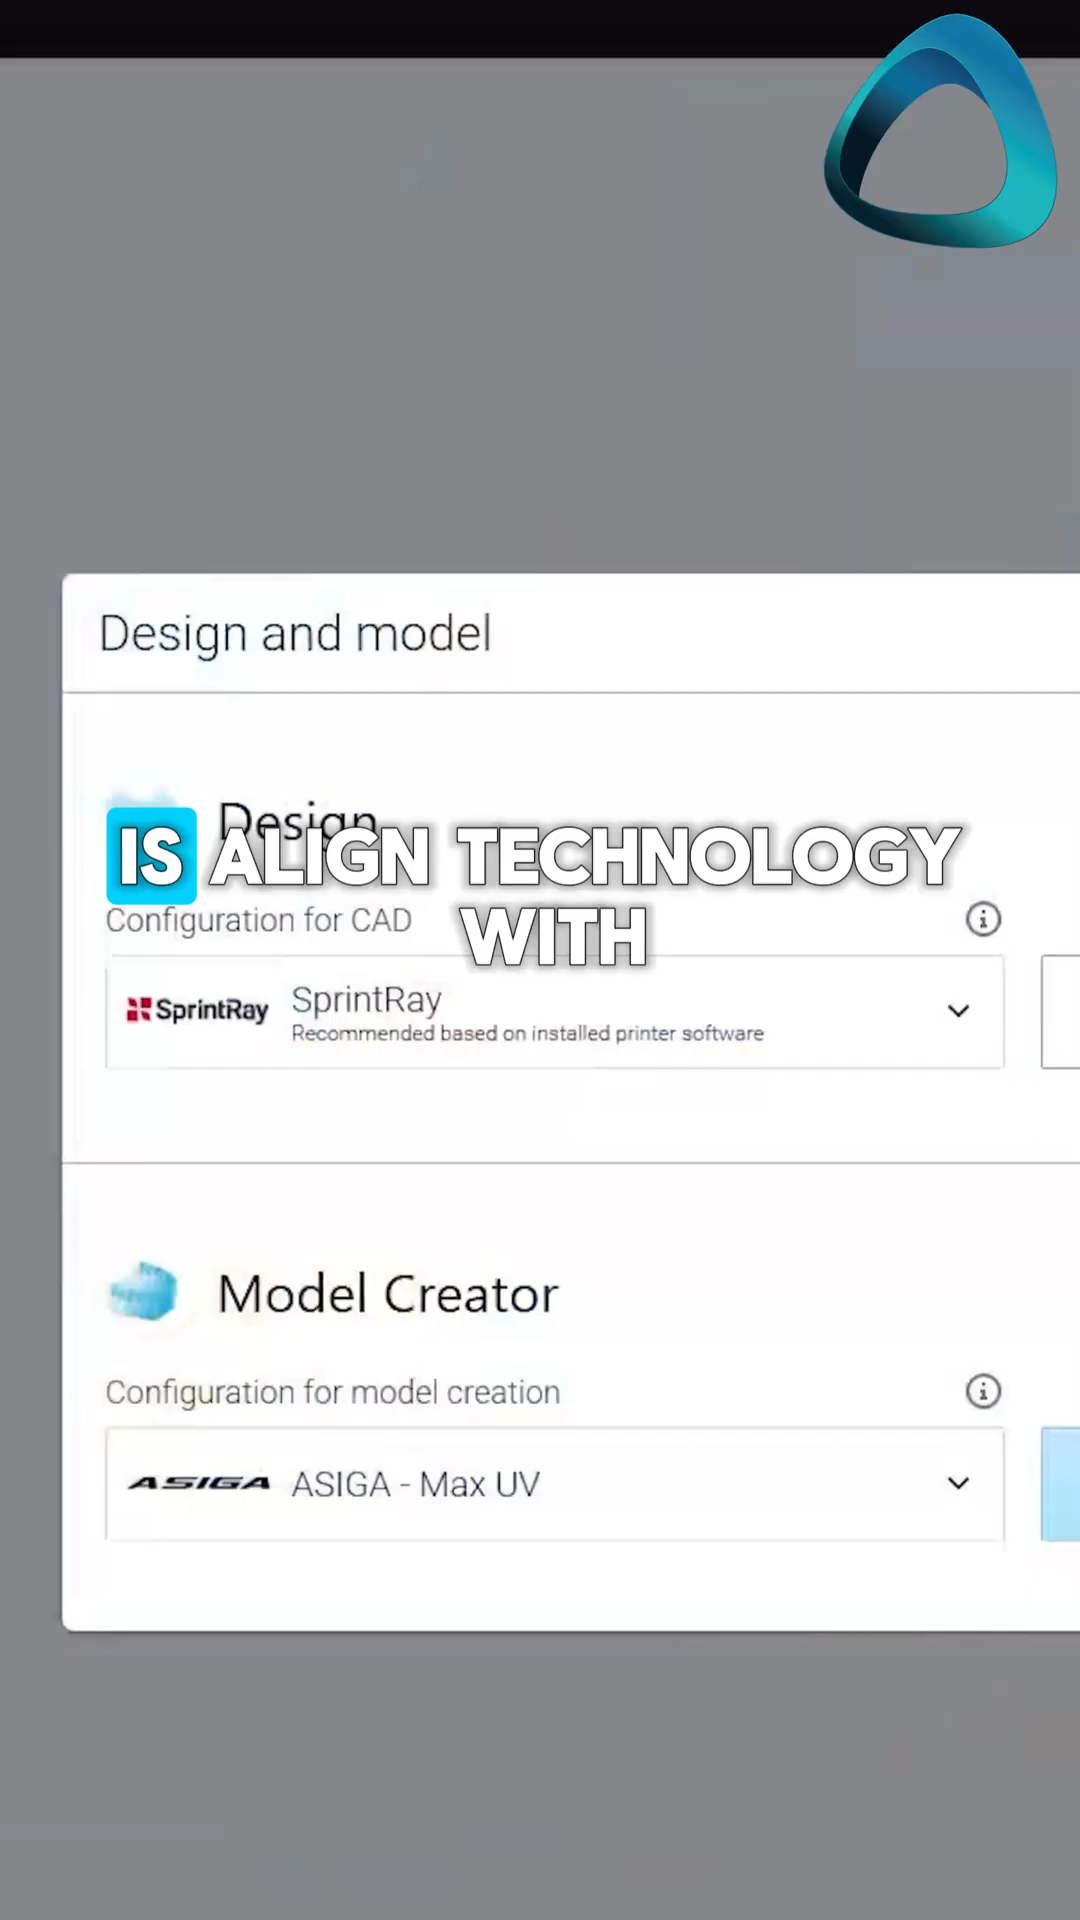 Design and model
Design
IS ALIGN TECHNOLOGY
WITH
Configuration for CAD
SprintRay
SprintRay
Recommended based on installed printer software
Model Creator
Configuration for model creation
ASIGA
ASIGA - Max UV